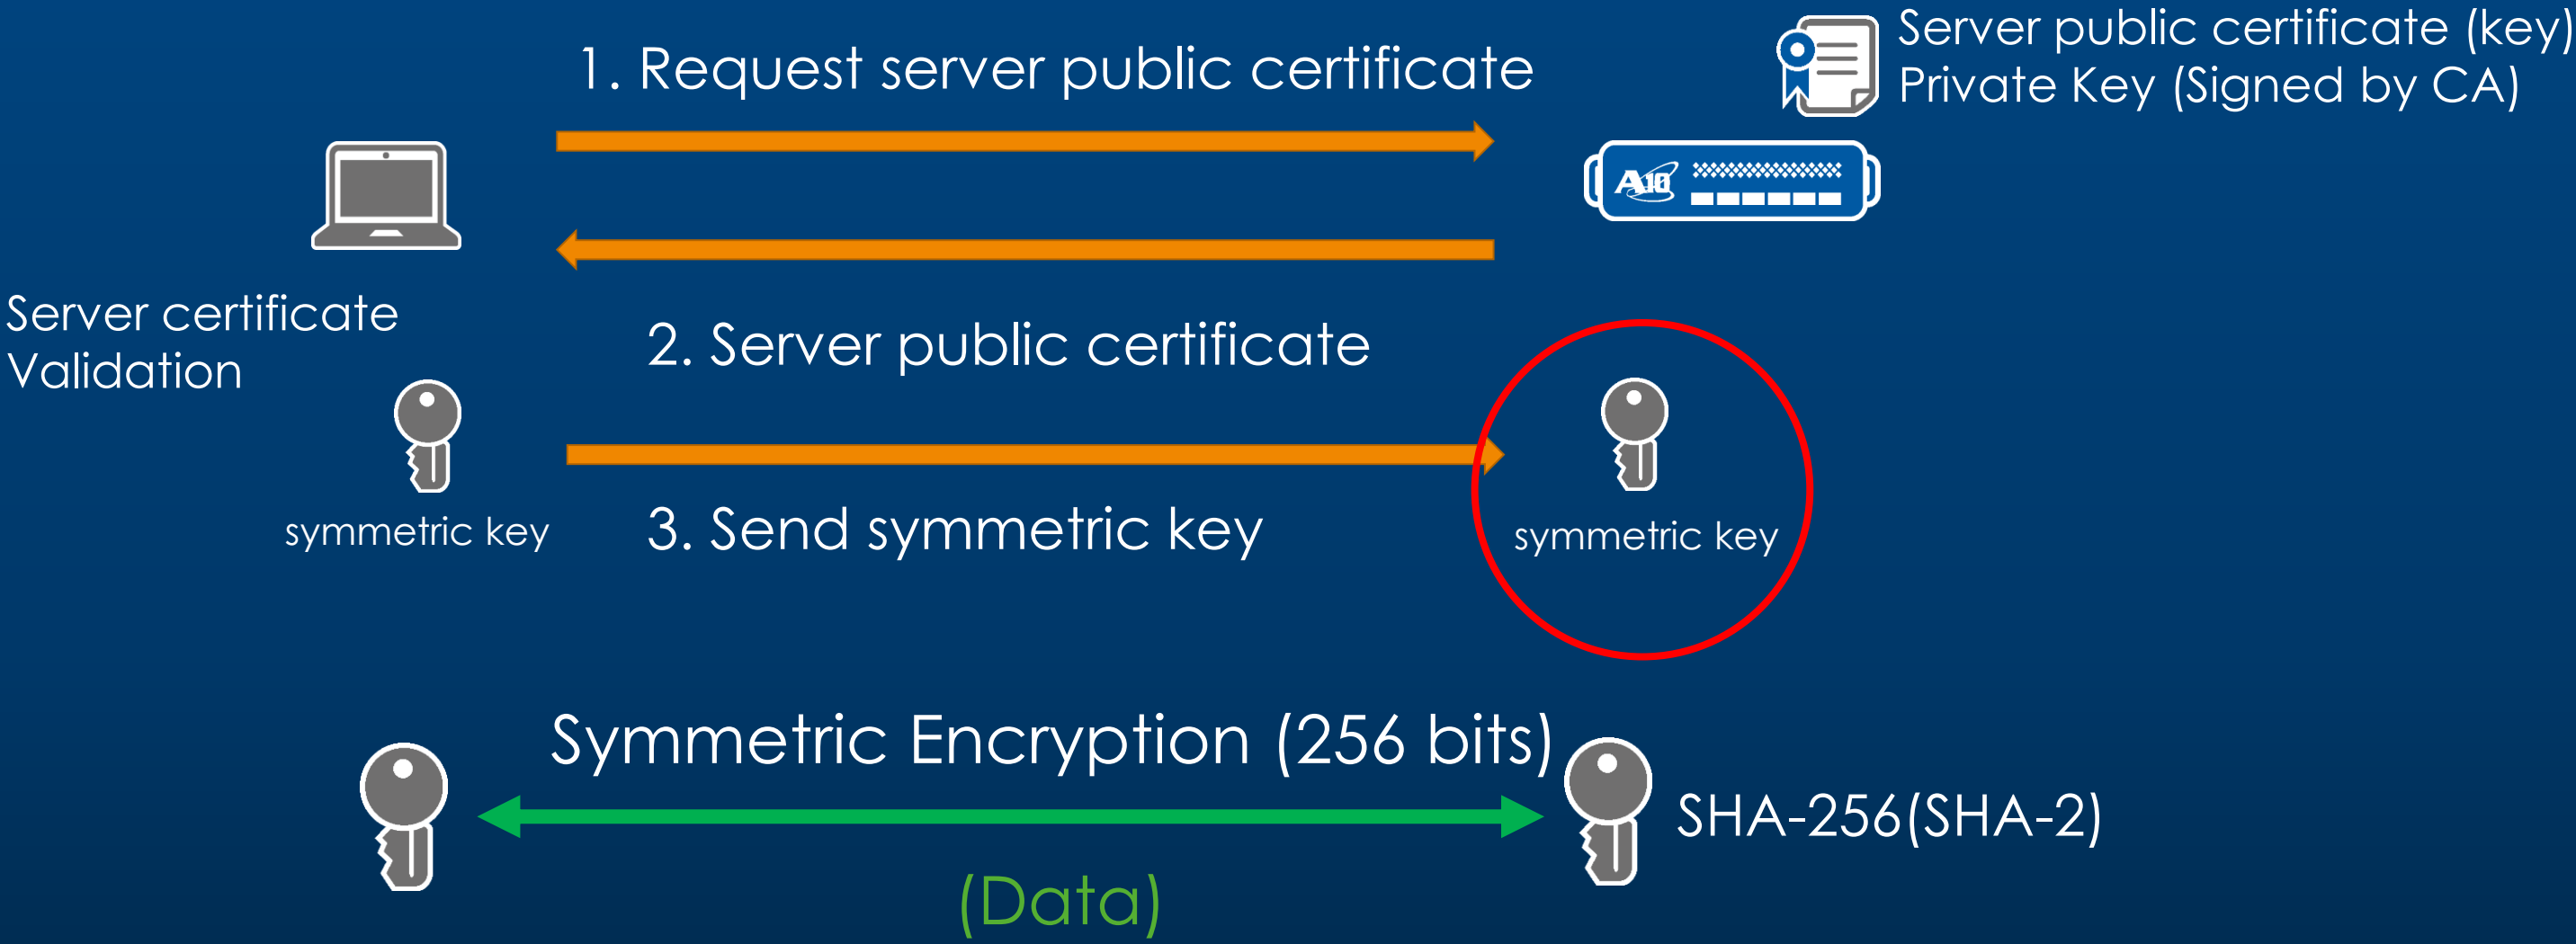 Server public certificate (key)
Private Key (Signed by CA)
1. Request server public certificate
A10
Server certificate
Validation
2. Server public certificate
symmetric key
3. Send symmetric key
symmetric key
Symmetric Encryption (256 bits)
SHA-256(SHA-2)
(Data)